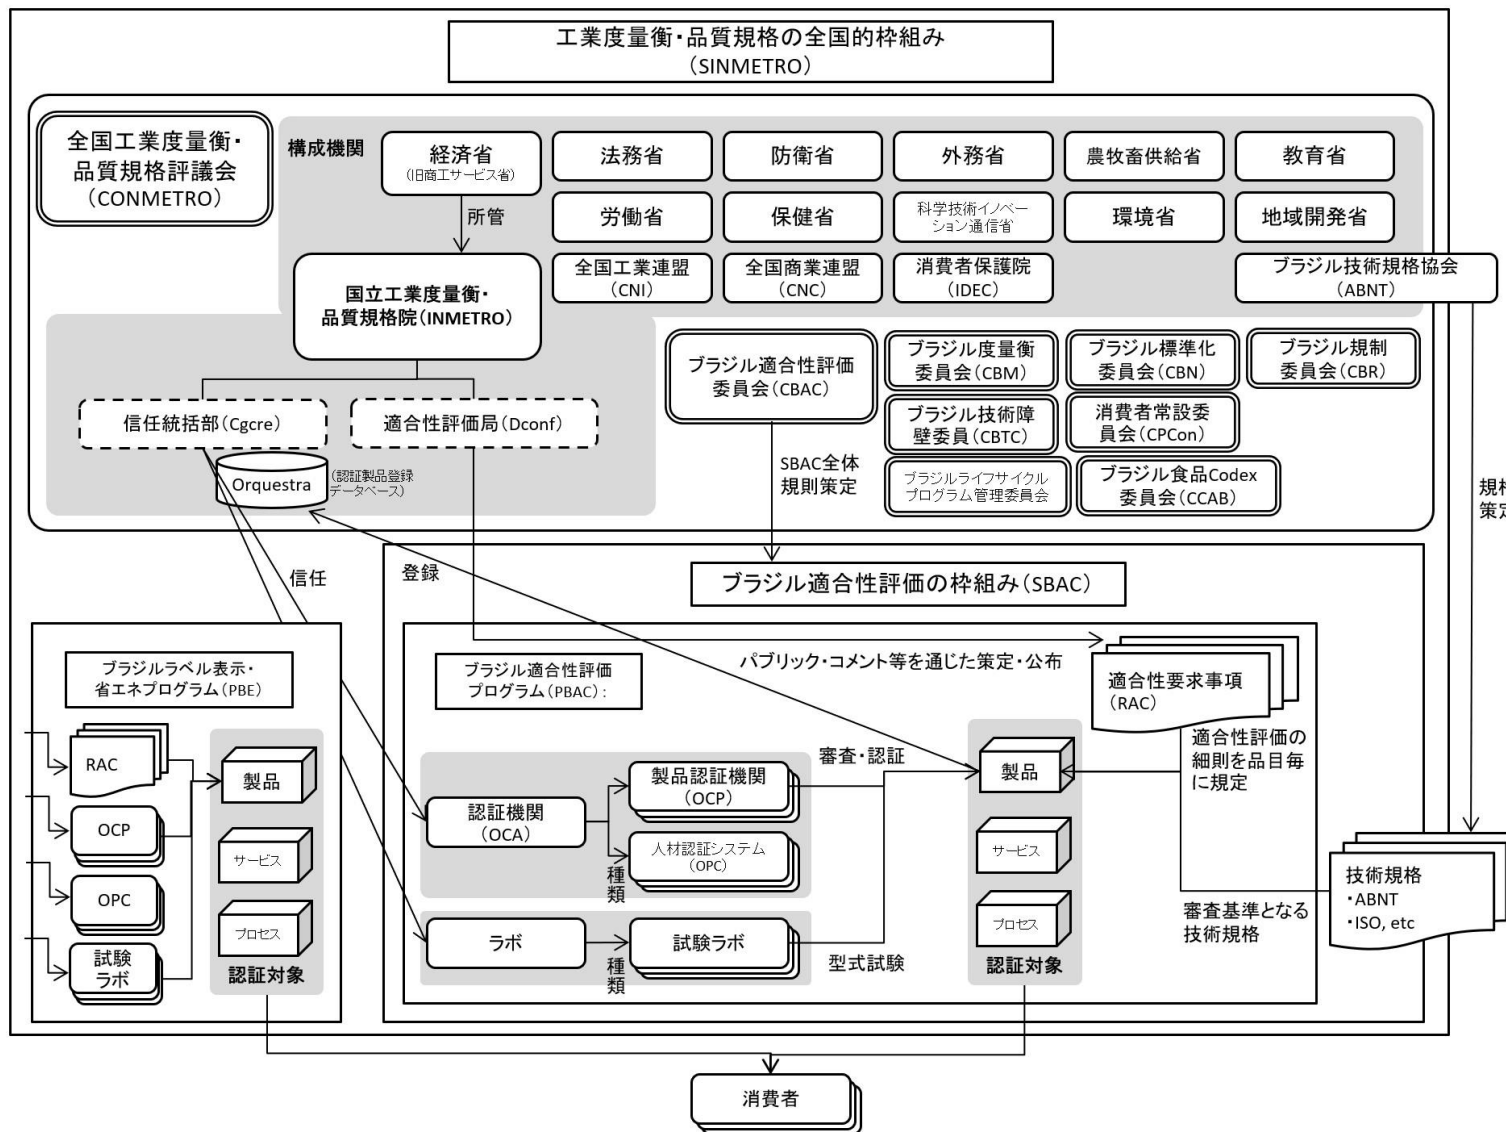 工業度量衡・品質規格の全国的枠組み
（SINMETRO）
全国工業度量衡・
品質規格評議会
（CONMETRO）
構成機関
経済省
（旧商工サービス省）
法務省
防衛省
外務省
農牧畜供給省
教育省
所管
労働省
保健省
科学技術イノベー
ション通信省
環境省
地域開発省
国立工業度量衡・
品質規格院（INMETRO）
全国工業連盟
（CNI）
全国商業連盟
（CNC）
消費者保護院
（IDEC）
ブラジル技術規格協会
（ABNT）
ブラジル適合性評価
委員会（CBAC）
ブラジル度量衡
委員会（CBM）
ブラジル標準化
委員会（CBN）
ブラジル規制
委員会（CBR）
信任統括部（Cgcre）
適合性評価局（Dconf）
ブラジル技術障
壁委員（CBTC）
消費者常設委
員会（CPCon）
Orquestra
（認証製品登録
データベース）
SBAC全体
規則策定
ブラジルライフサイクル
プログラム管理委員会
ブラジル食品Codex
委員会（CCAB）
規格
策定
信任
登録
ブラジル適合性評価の枠組み（SBAC）
ブラジルラベル表示・
省エネプログラム（PBE）
ブラジル適合性評価
プログラム（PBAC）：
パブリック・コメント等を通じた策定・公布
適合性要求事項
（RAC）
RAC
製品
OCP
サービス
OPC
プロセス
試験
ラボ
認証対象
認証機関
（OCA）
製品認証機関
（OCP）
人材認証システム
（OPC）
種
類
審査・認証
ラボ
種
類
試験ラボ
型式試験
製品
サービス
プロセス
認証対象
適合性評価の
細則を品目毎
に規定
審査基準となる
技術規格
技術規格
・ABNT
・ISO, etc
消費者